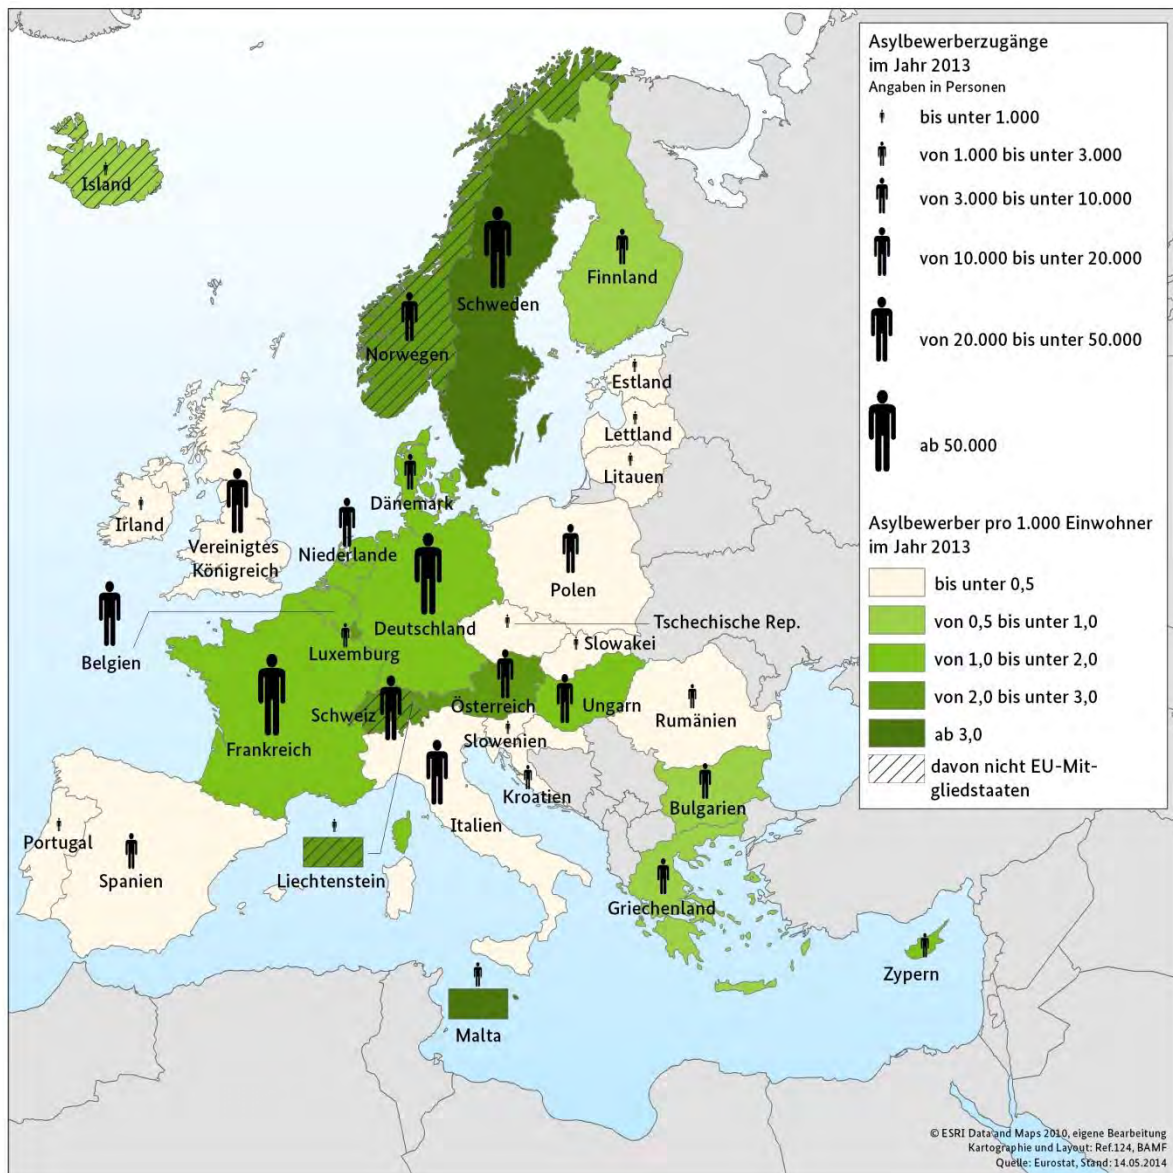 Asylbewerberzugänge
im Jahr 2013
Angaben in Personen
bis unter 1.000
von 1.000 bis unter 3.000
von 3.000 bis unter 10.000
von 10.000 bis unter 20.000
von 20.000 bis unter 50.000
ab 50.000
Asylbewerber pro 1.000 Einwohner
im Jahr 2013
bis unter 0,5
von 0,5 bis unter 1,0
von 1,0 bis unter 2,0
von 2,0 bis unter 3,0
ab 3,0
davon nicht EU-Mit-
gliedstaaten
Island
Finnland
Schweden
Norwegen
Estland
Lettland
Litauen
Dänemark
Irland
Vereinigtes
Königreich
Niederlande
Polen
Deutschland
Tschechische Rep.
Belgien
Luxemburg
Slowakei
Österreich
Ungarn
Schweiz
Rumänien
Slowenien
Frankreich
Kroatien
Bulgarien
Italien
Portugal
Spanien
Liechtenstein
Griechenland
Zypern
Malta
© ESRI Data and Maps 2010, eigene Bearbeitung
Kartographie und Layout: Ref.124, BAMF
Quelle: Eurostat, Stand: 14.05.2014